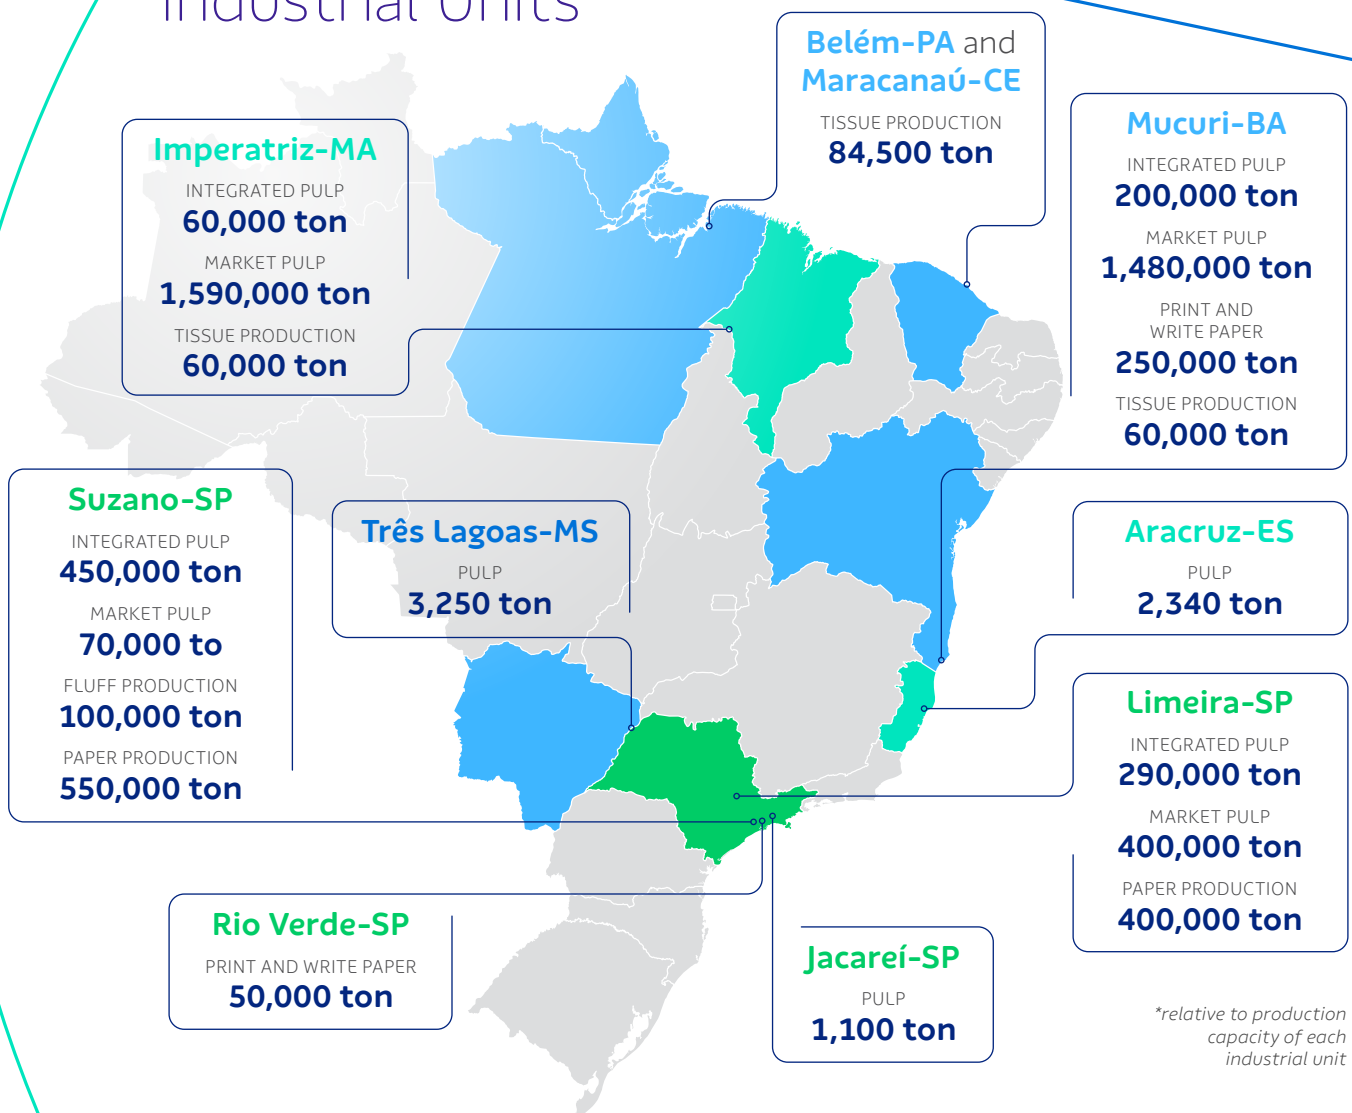 Industrial Units
Belém-PA and
Maracanaú-CE
TISSUE PRODUCTION
84,500 ton
Mucuri-BA
INTEGRATED PULP
200,000 ton
MARKET PULP
1,480,000 ton
PRINT AND
WRITE PAPER
250,000 ton
TISSUE PRODUCTION
60,000 ton
Imperatriz-MA
INTEGRATED PULP
60,000 ton
MARKET PULP
1,590,000 ton
TISSUE PRODUCTION
60,000 ton
Suzano-SP
INTEGRATED PULP
450,000 ton
MARKET PULP
70,000 to
FLUFF PRODUCTION
100,000 ton
PAPER PRODUCTION
550,000 ton
Três Lagoas-MS
PULP
3,250 ton
Aracruz-ES
PULP
2,340 ton
Limeira-SP
INTEGRATED PULP
290,000 ton
MARKET PULP
400,000 ton
PAPER PRODUCTION
400,000 ton
Rio Verde-SP
PRINT AND WRITE PAPER
50,000 ton
Jacareí-SP
PULP
1,100 ton
*relative to production
capacity of each
industrial unit